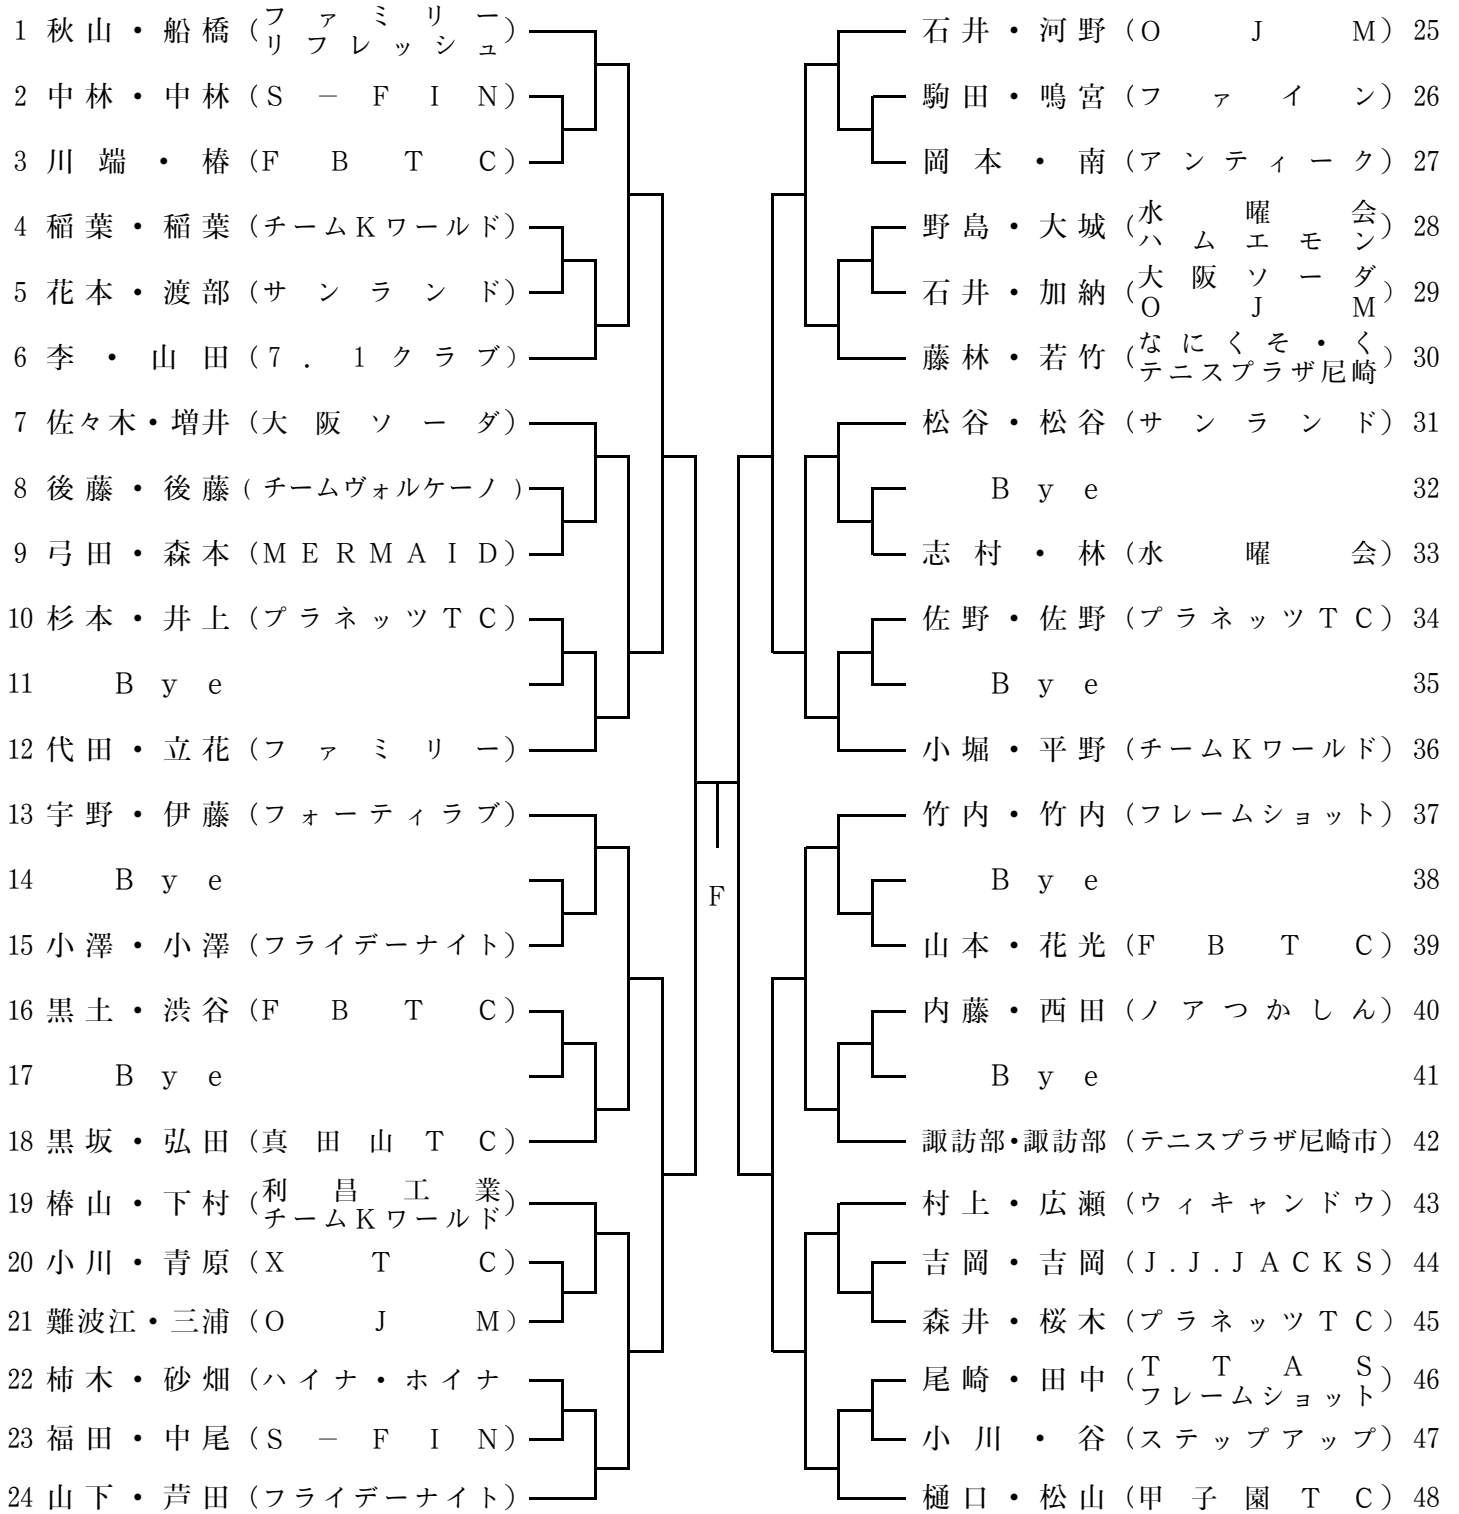 1 秋山・船橋 (ファミリー
リフレッシュ)
2 中林・中林 (S－FIN)
3 川端・椿 (FBTC)
4 稲葉・稲葉 (チームKワールド)
5 花本・渡部 (サンランド)
6 李・山田 (7．1クラブ)
7 佐々木・増井 (大阪ソーダ)
8 後藤・後藤 (チームヴォルケーノ)
9 弓田・森本 (MERMAID)
10 杉本・井上 (プラネッツTC)
11 Bye
12 代田・立花 (ファミリー)
13 宇野・伊藤 (フォーティラブ)
14 Bye
15 小澤・小澤 (フライデーナイト)
16 黒土・渋谷 (FBTC)
17 Bye
18 黒坂・弘田 (真田山TC)
19 椿山・下村 (利昌工業
チームKワールド)
20 小川・青原 (XTC)
21 難波江・三浦 (OJM)
22 柿木・砂畑 (ハイナ・ホイナ
23 福田・中尾 (S－FIN)
24 山下・芦田 (フライデーナイト)
F
石井・河野 (OJM) 25
駒田・鳴宮 (ファイン) 26
岡本・南 (アンティーク) 27
野島・大城 (水曜会
ハムエモン) 28
石井・加納 (大阪ソーダ
OJM) 29
藤林・若竹 (なにくそ・く
テニスプラザ尼崎) 30
松谷・松谷 (サンランド) 31
Bye 32
志村・林 (水曜会) 33
佐野・佐野 (プラネッツTC) 34
Bye 35
小堀・平野 (チームKワールド) 36
竹内・竹内 (フレームショット) 37
Bye 38
山本・花光 (FBTC) 39
内藤・西田 (ノアつかしん) 40
Bye 41
諏訪部・諏訪部 (テニスプラザ尼崎市) 42
村上・広瀬 (ウィキャンドウ) 43
吉岡・吉岡 (J.J.JACKS) 44
森井・桜木 (プラネッツTC) 45
尾崎・田中 (TTAS
フレームショット) 46
小川・谷 (ステップアップ) 47
樋口・松山 (甲子園TC) 48